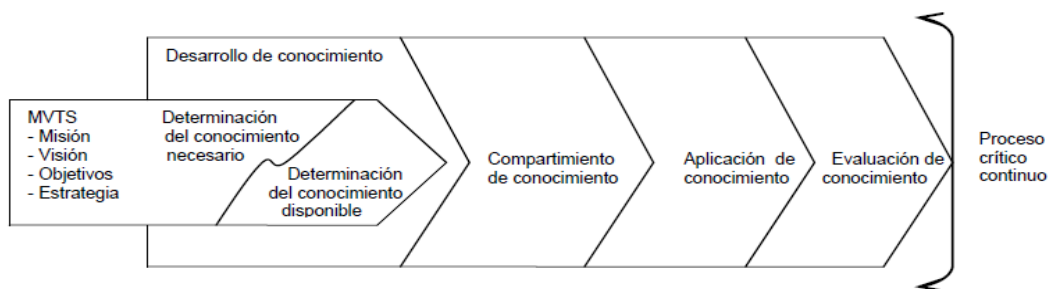 Desarrollo de conocimiento
MVTS
- Misión
- Visión
- Objetivos
- Estrategia
Determinación
del conocimiento
necesario
Determinación
del conocimiento
disponible
Compartimiento
de conocimiento
Aplicación de
conocimiento
Evaluación de
conocimiento
Proceso
crítico
continuo